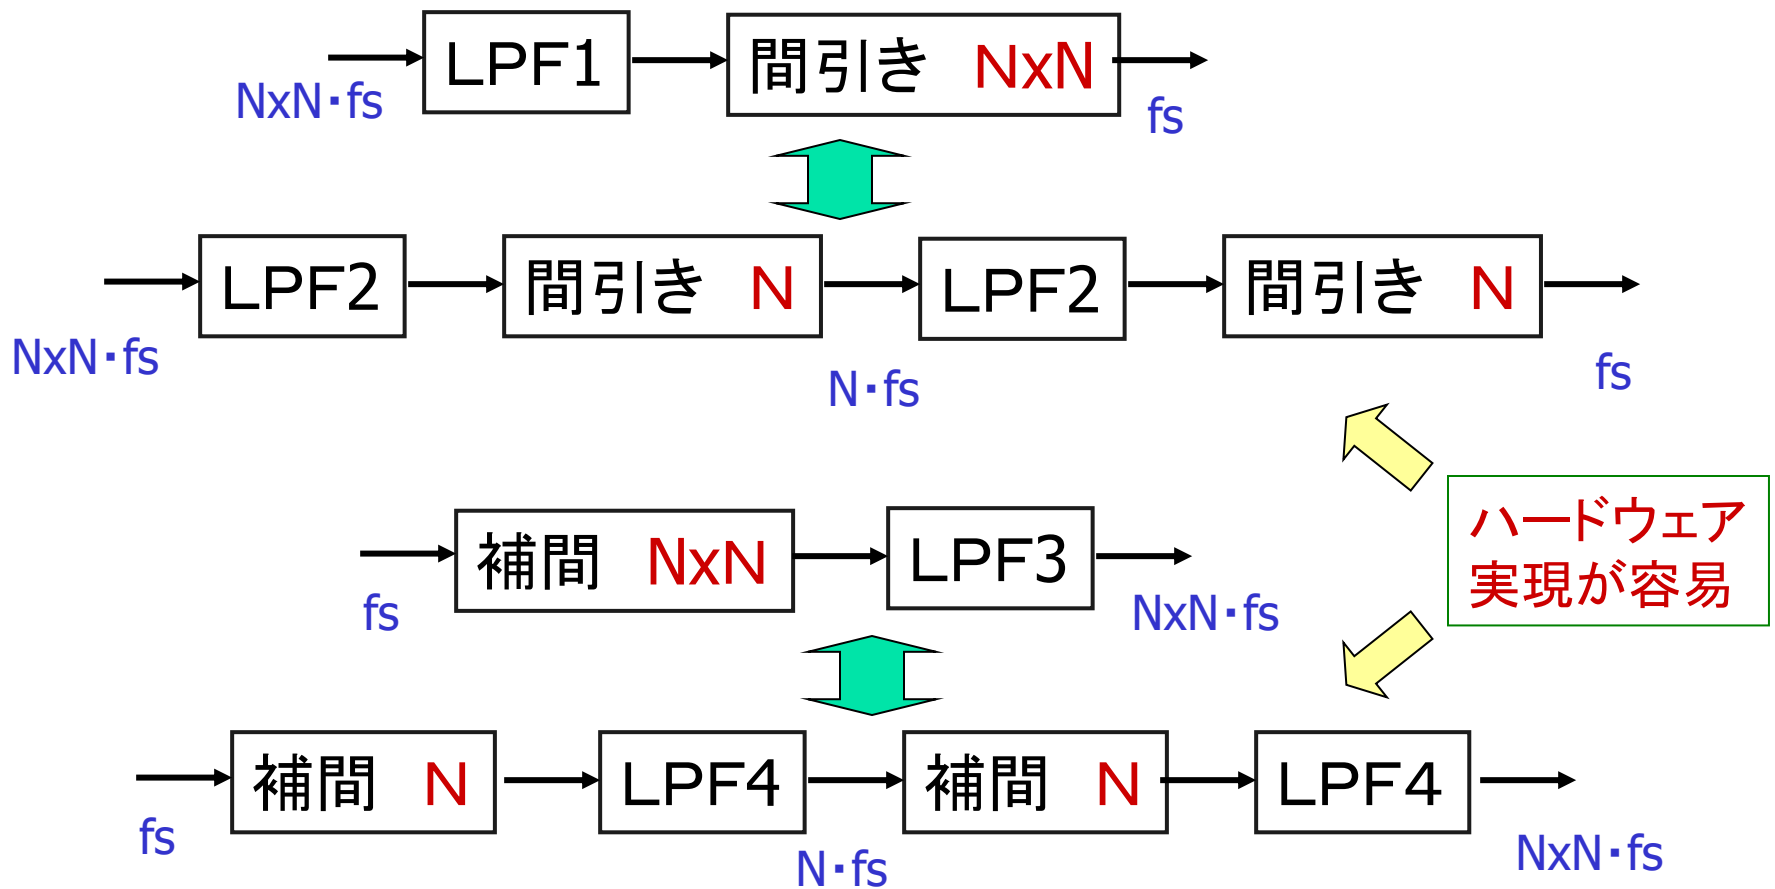 LPF1 間引き NxN
NxN・fs fs
LPF2 間引き N LPF2 間引き N
NxN・fs N・fs fs
補間 NxN LPF3
fs NxN・fs
ハードウェア
実現が容易
補間 N LPF4 補間 N LPF4
fs N・fs NxN・fs